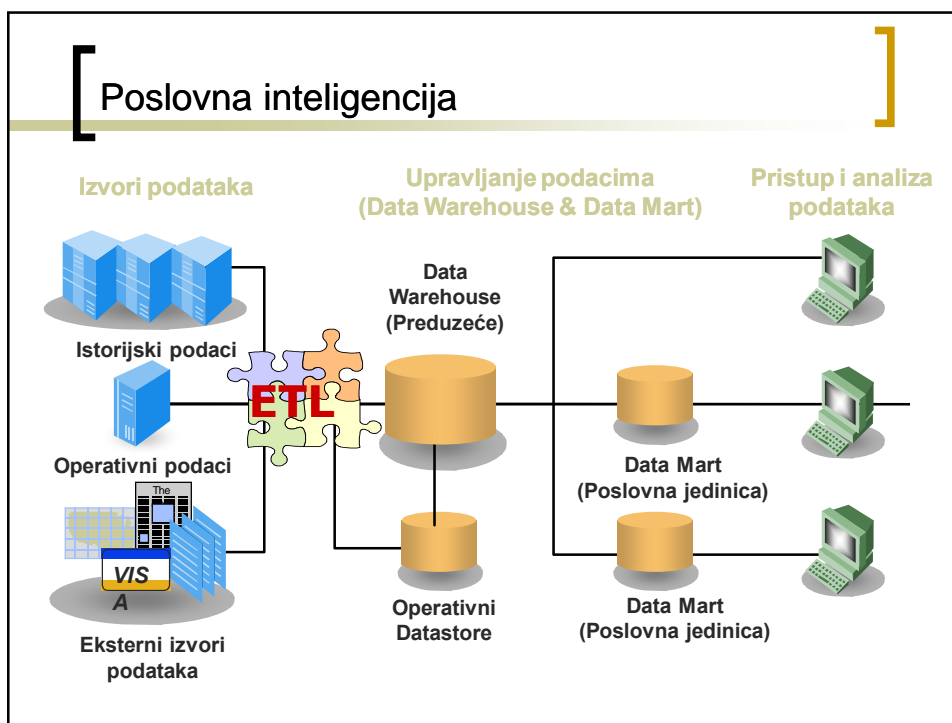 Poslovna inteligencija
Izvori podataka
Upravljanje podacima
(Data Warehouse & Data Mart)
Pristup i analiza
podataka
Istorijski podaci
Operativni podaci
The
VIS
A
Eksterni izvori
podataka
ETL
Data
Warehouse
(Preduzeće)
Operativni
Datastore
Data Mart
(Poslovna jedinica)
Data Mart
(Poslovna jedinica)